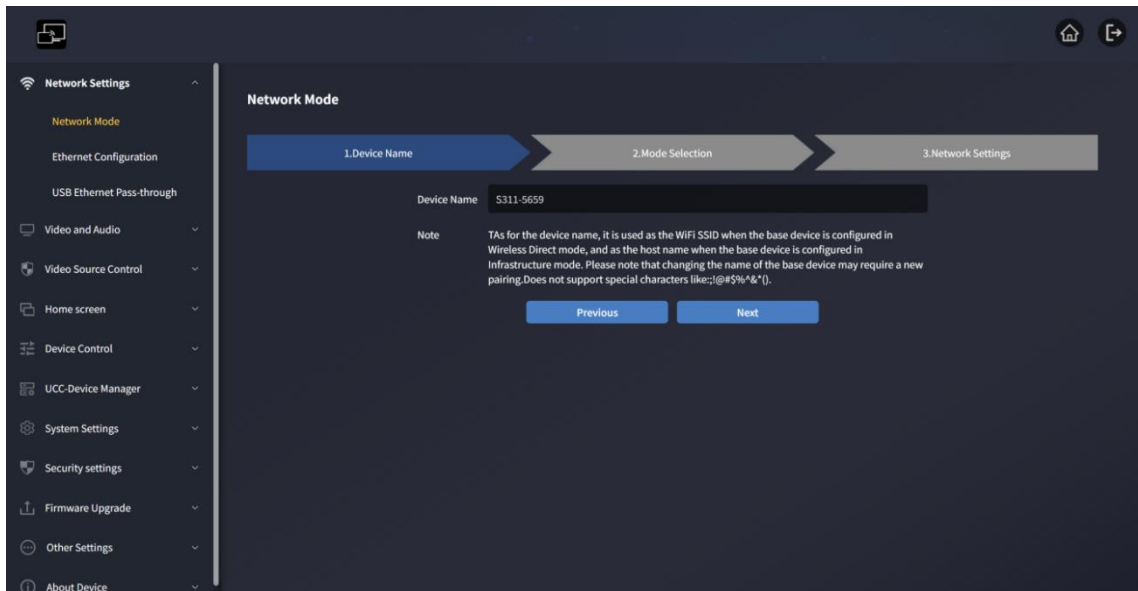 Network Settings
Network Mode
Ethernet Configuration
USB Ethernet Pass-through
Video and Audio
Video Source Control
Home screen
Device Control
UCC-Device Manager
System Settings
Security settings
Firmware Upgrade
Other Settings
About Device
Network Mode
1.Device Name
2.Mode Selection
3.Network Settings
Device Name
S311-5659
Note
TAs for the device name, it is used as the WiFi SSID when the base device is configured in
Wireless Direct mode, and as the host name when the base device is configured in
Infrastructure mode. Please note that changing the name of the base device may require a new
pairing.Does not support special characters like:;!@#$%^&*().
Previous
Next